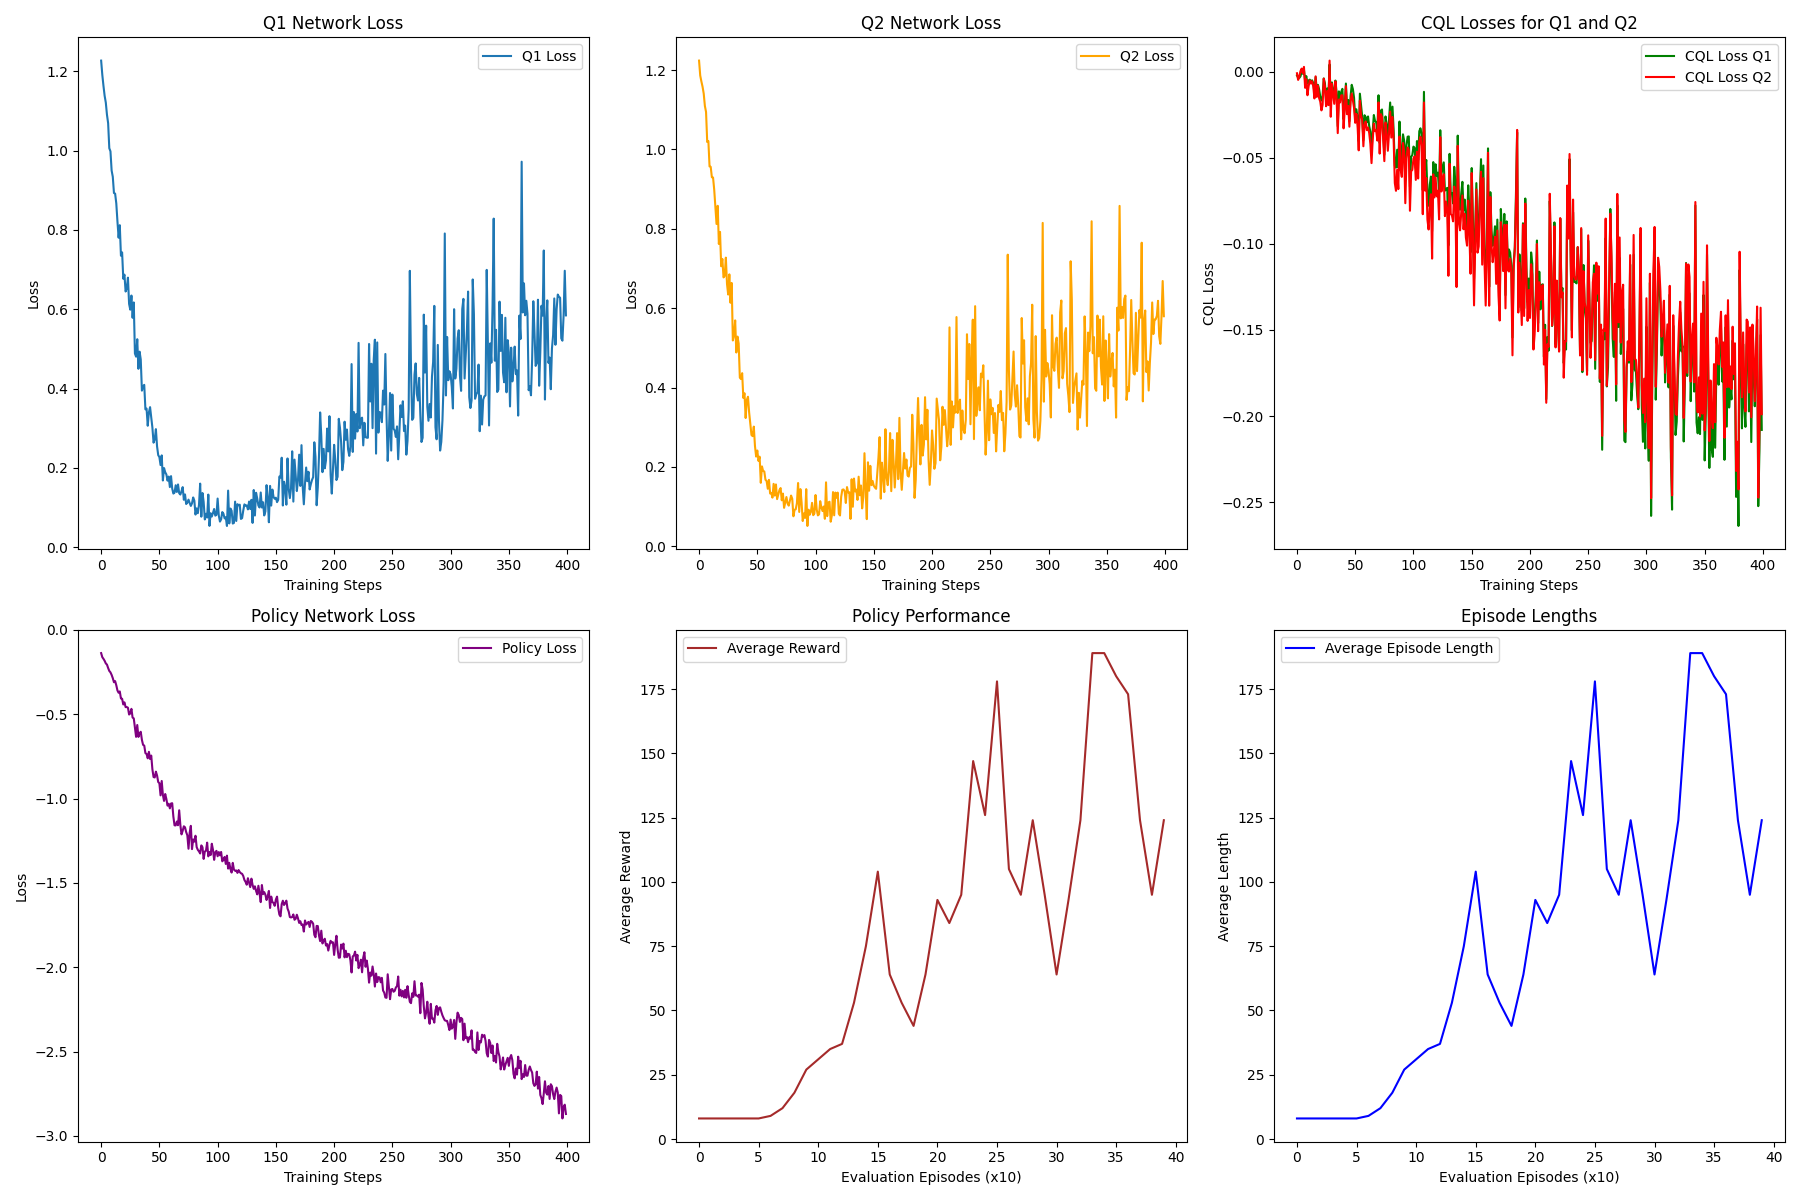 Q1 Network Loss
Loss
Q1 Loss
1.2
1.0
0.8
0.6
0.4
0.2
0.0
0 50 100 150 200 250 300 350 400
Training Steps
Q2 Network Loss
Loss
Q2 Loss
1.2
1.0
0.8
0.6
0.4
0.2
0.0
0 50 100 150 200 250 300 350 400
Training Steps
CQL Losses for Q1 and Q2
CQL Loss
CQL Loss Q1
CQL Loss Q2
0.00
−0.05
−0.10
−0.15
−0.20
−0.25
0 50 100 150 200 250 300 350 400
Training Steps
Policy Network Loss
Loss
Policy Loss
0.0
−0.5
−1.0
−1.5
−2.0
−2.5
−3.0
0 50 100 150 200 250 300 350 400
Training Steps
Policy Performance
Average Reward
Average Reward
175
150
125
100
75
50
25
0
0 5 10 15 20 25 30 35 40
Evaluation Episodes (x10)
Episode Lengths
Average Length
Average Episode Length
175
150
125
100
75
50
25
0
0 5 10 15 20 25 30 35 40
Evaluation Episodes (x10)